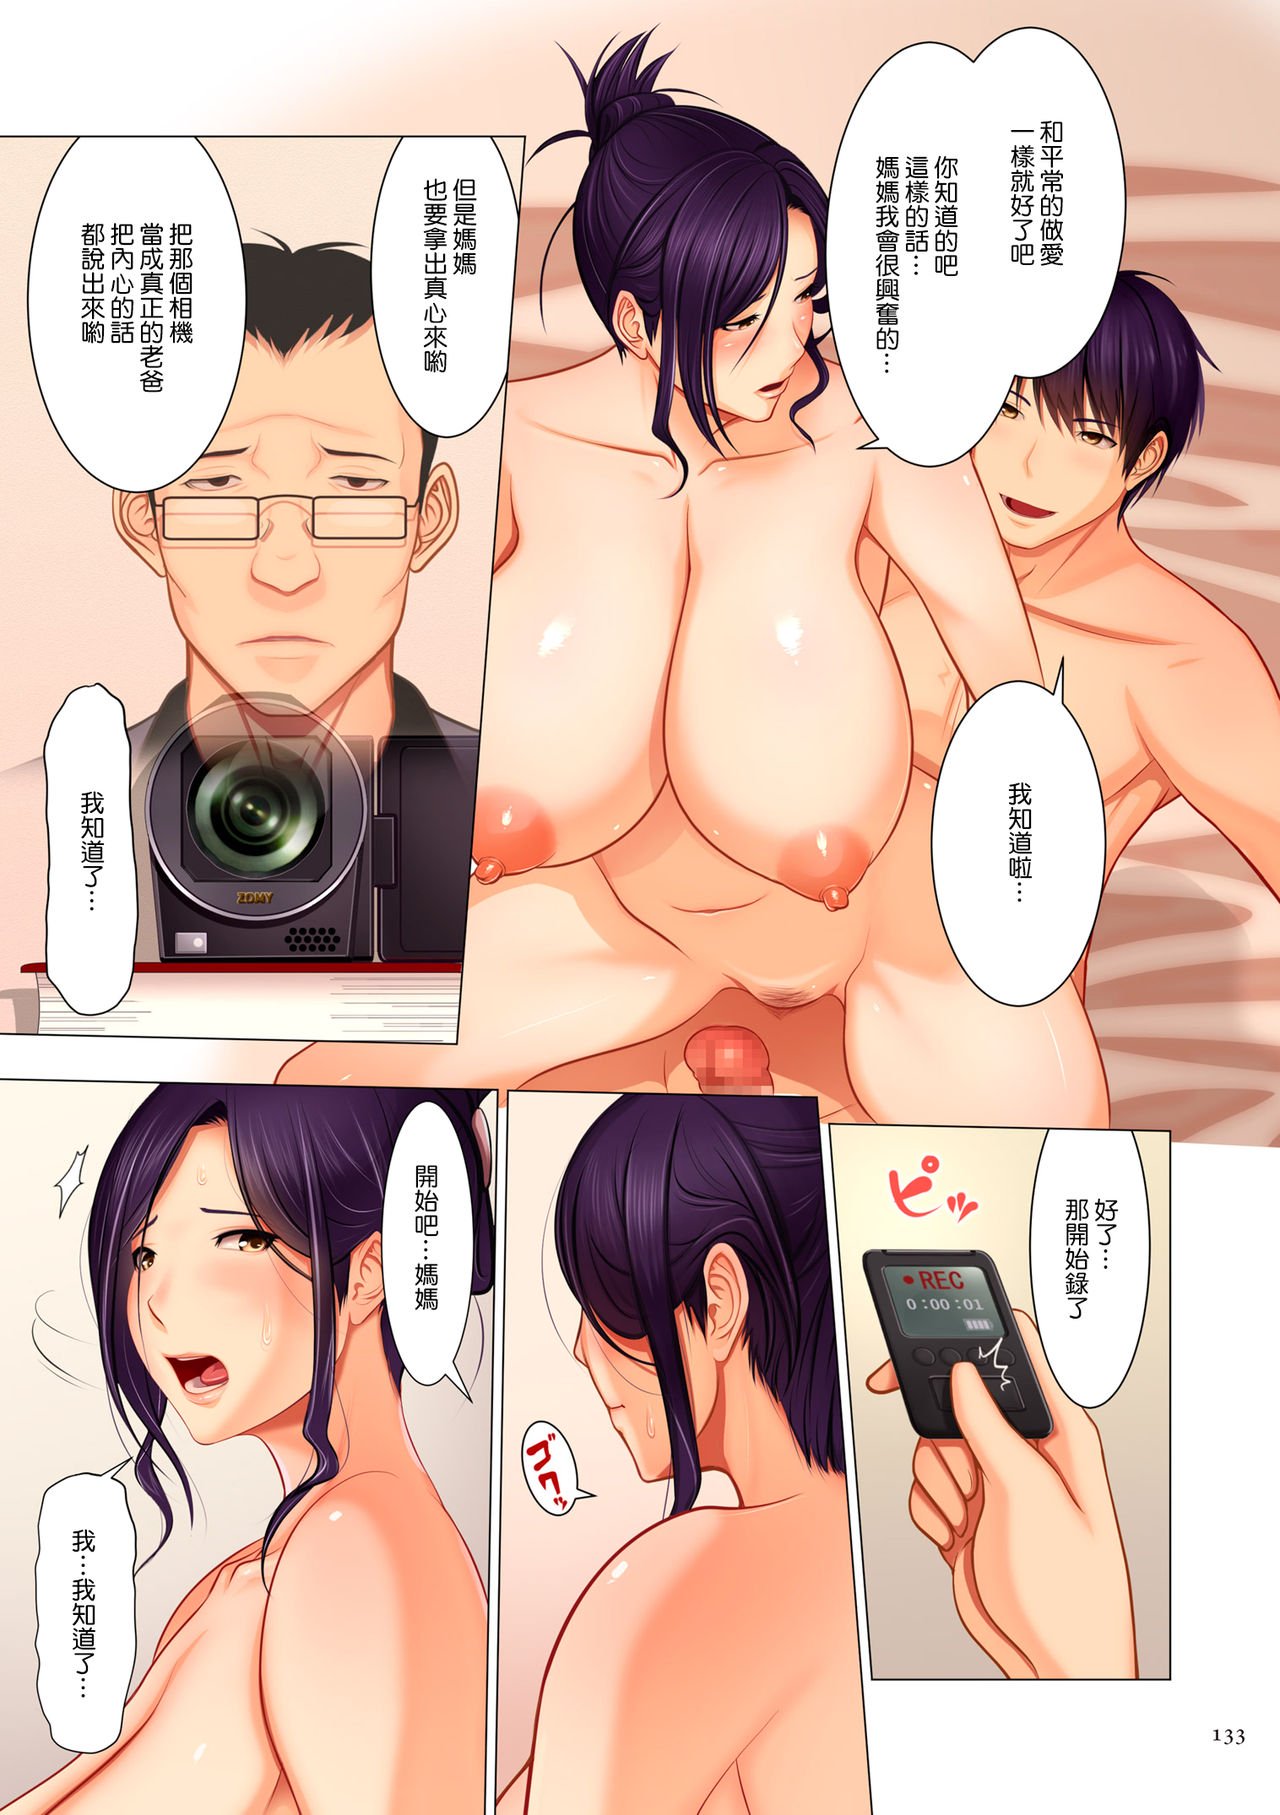 和平常的做愛
一樣就好了吧
你知道的吧
這樣的話…
媽媽我會很興奮的…
我知道啦…
但是媽媽
也要拿出真心來喲
把那個相機
當成真正的老爸
把內心的話
都說出來喲
我知道了…
ZOMY
好了…
那開始錄了
ピッ
REC
0:00:01
ゴクッ
開始吧…媽媽
我…我知道了…
133